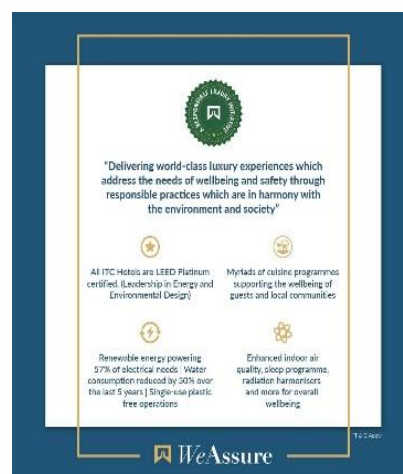 A RESPONSIBLE LUXURY INITIATIVE
"Delivering world-class luxury experiences which
address the needs of wellbeing and safety through
responsible practices which are in harmony with
the environment and society"
All ITC Hotels are LEED Platinum
certified. (Leadership in Energy and
Environmental Design)
Myriads of cuisine programmes
supporting the wellbeing of
guests and local communities
Renewable energy powering
57% of electrical needs | Water
consumption reduced by 50% over
the last 5 years | Single-use plastic
free operations
Enhanced indoor air
quality, sleep programme,
radiation harmonisers
and more for overall
wellbeing
*T & C Apply
WeAssure